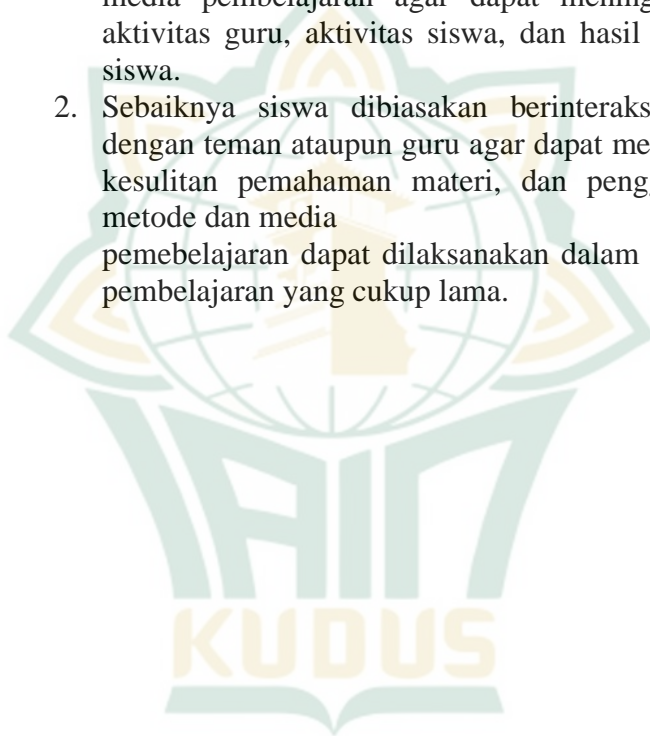 media pembelajaran agar dapat mening
aktivitas guru, aktivitas siswa, dan hasil
siswa.
2. Sebaiknya siswa dibiasakan berinteraks
dengan teman ataupun guru agar dapat me
kesulitan pemahaman materi, dan peng
metode dan media
pemebelajaran dapat dilaksanakan dalam
pembelajaran yang cukup lama.
IAIN
KUDUS